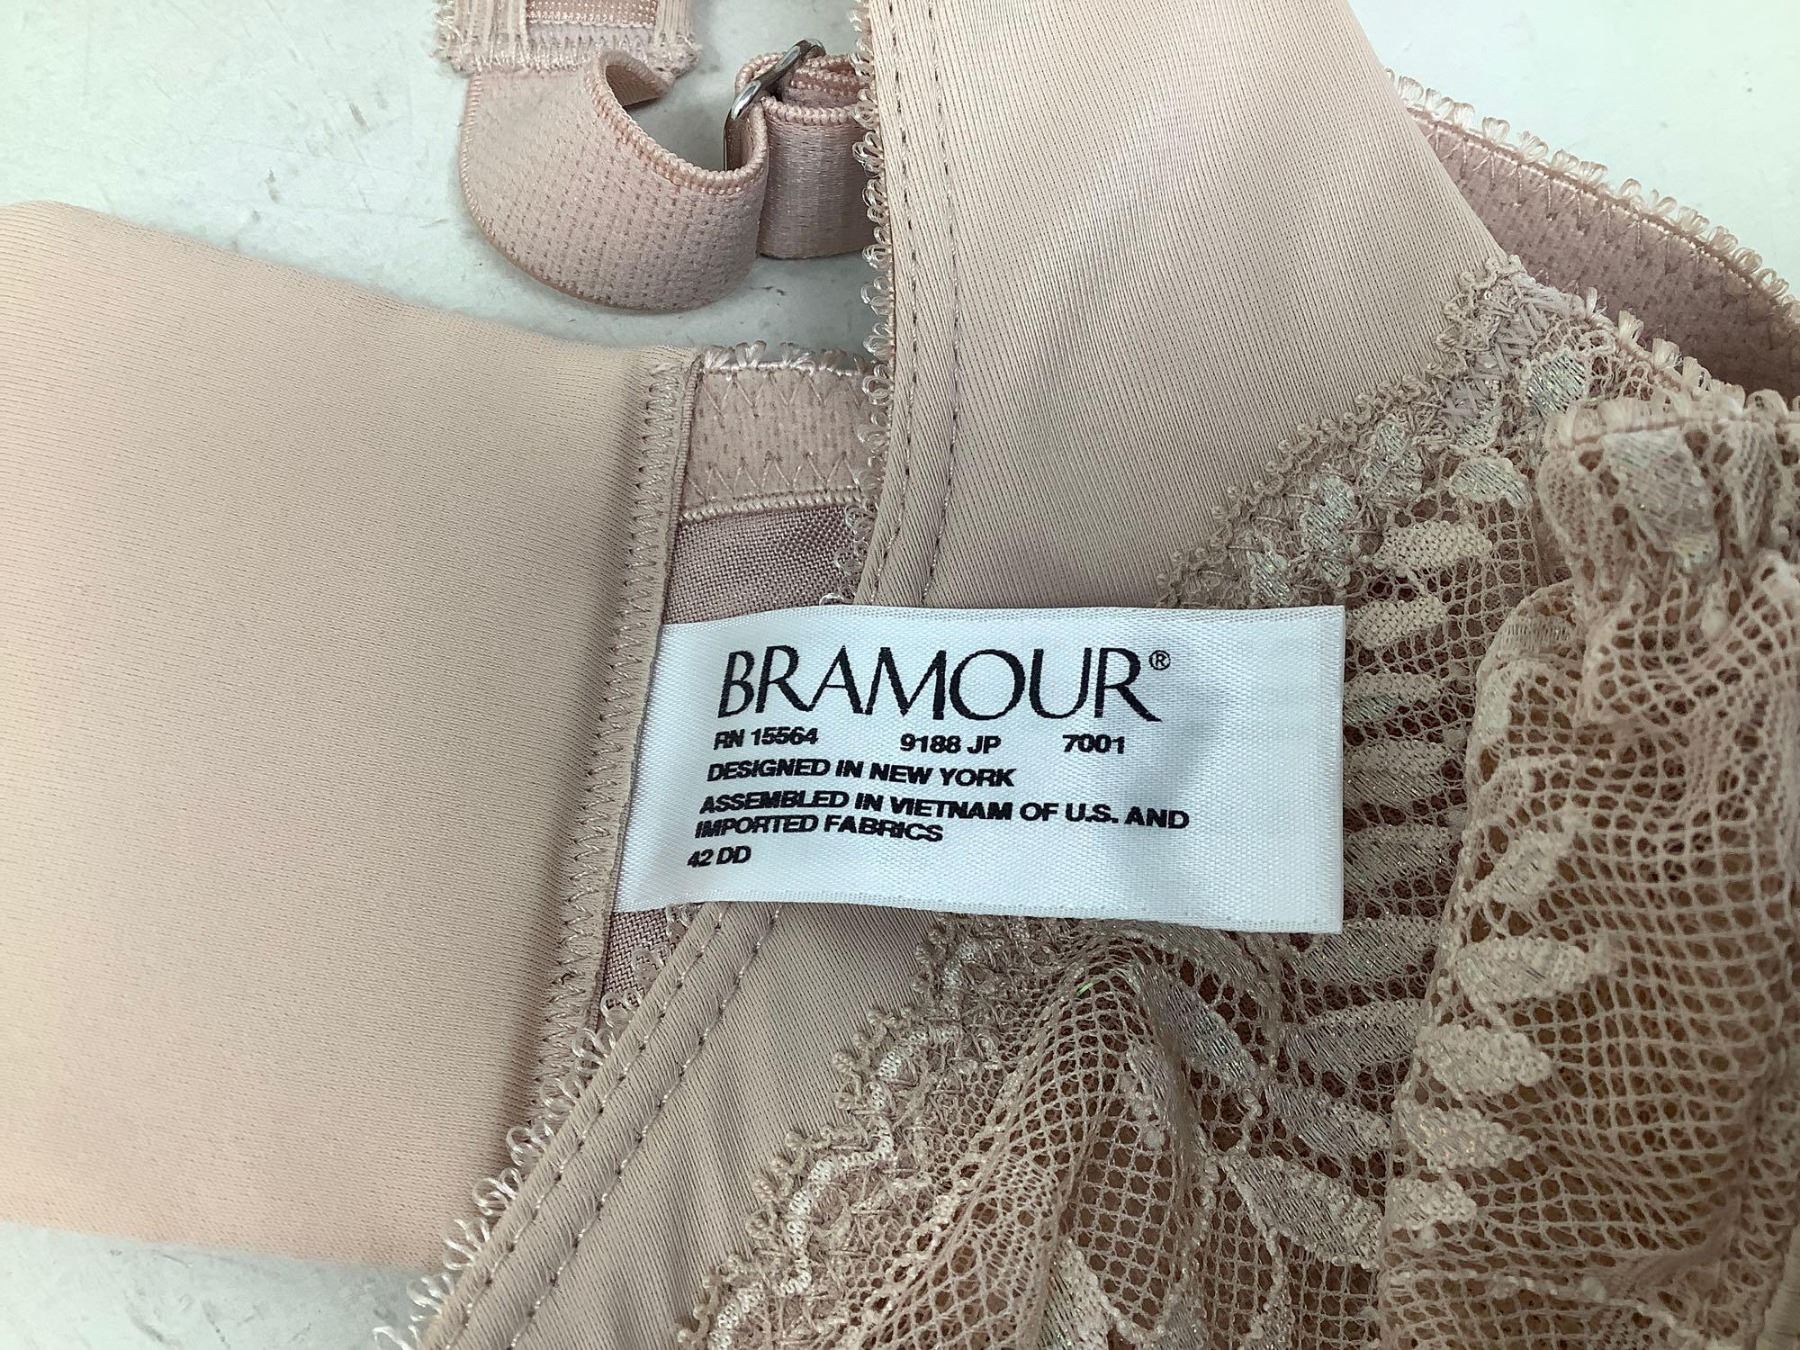 BRAMOUR®
RN 15564 9188 JP 7001
DESIGNED IN NEW YORK
ASSEMBLED IN VIETNAM OF U.S. AND
IMPORTED FABRICS
42 DD